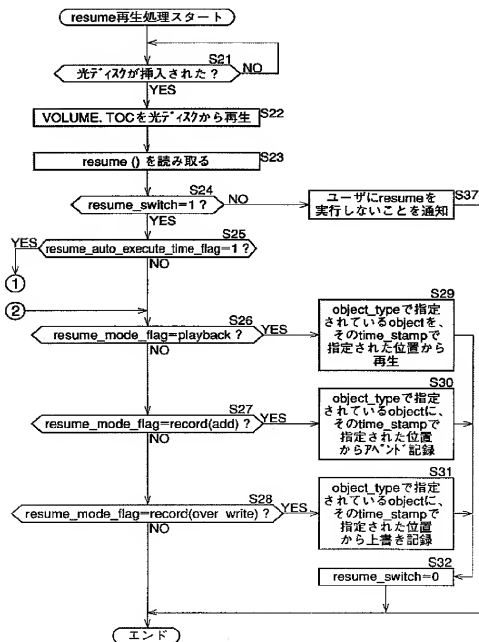 resume再生処理スタート
S21
光ディスクが挿入された？
NO
YES
S22
VOLUME.TOCを光ディスクから再生
S23
resume () を読み取る
S24
resume_switch=1？
NO
YES
S37
ユーザにresumeを
実行しないことを通知
S25
YES
resume_auto_execute_time_flag=1？
NO
①
②
S26
resume_mode_flag=playback？
YES
NO
S29
object_typeで指定
されているobjectを、
そのtime_stampで
指定された位置から
再生
S27
resume_mode_flag=record(add)？
YES
NO
S30
object_typeで指定
されているobjectに、
そのtime_stampで
指定された位置
からｱﾍﾟﾝﾄﾞ記録
S28
resume_mode_flag=record(over_write)？
YES
NO
S31
object_typeで指定
されているobjectに、
そのtime_stampで
指定された位置
から上書き記録
S32
resume_switch=0
エンド